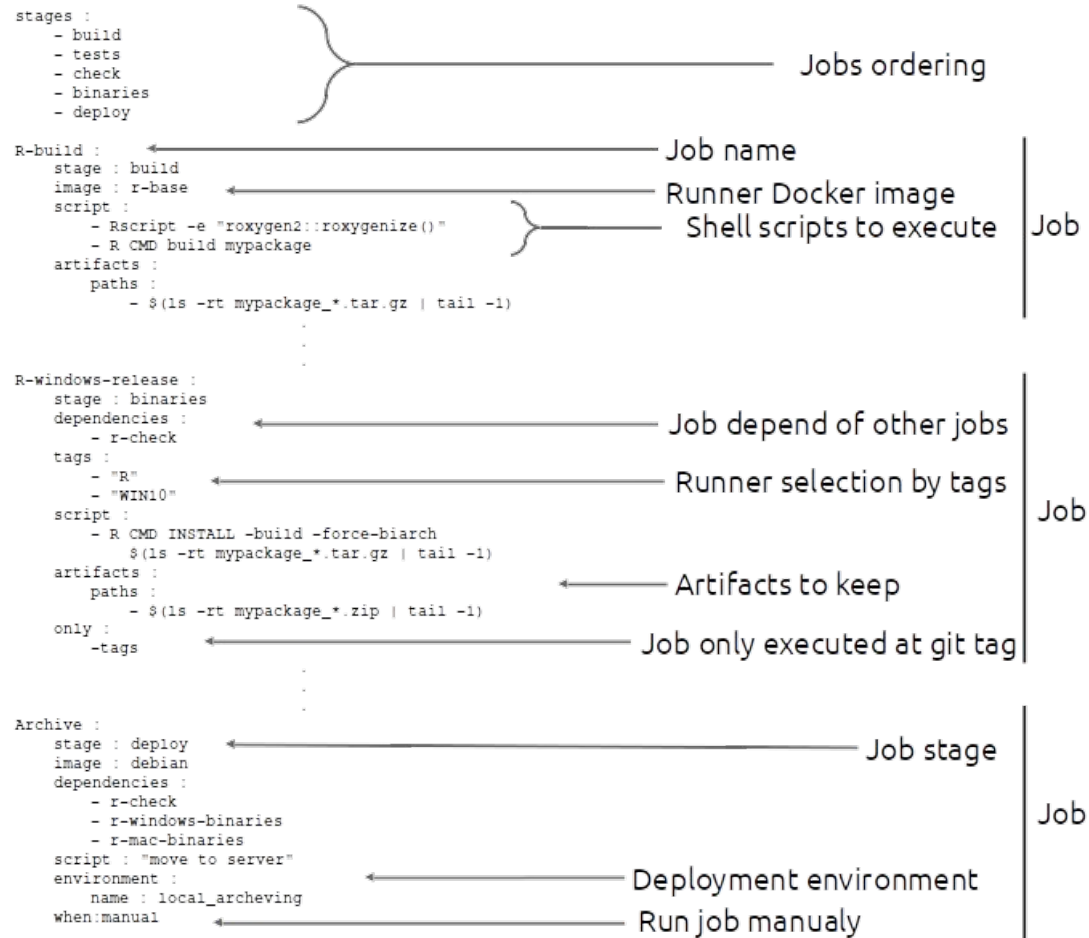 stages :
- build
- tests
- check
- binaries
- deploy
Jobs ordering
R-build :
Job name
stage : build
image : r-base
Runner Docker image
script :
- Rscript -e "roxygen2::roxygenize()"
- R CMD build mypackage
Shell scripts to execute
Job
artifacts :
paths :
- $(ls -rt mypackage_*.tar.gz | tail -1)
.
.
.
R-windows-release :
stage : binaries
dependencies :
- r-check
Job depend of other jobs
tags :
- "R"
- "WIN10"
Runner selection by tags
Job
script :
- R CMD INSTALL -build -force-biarch
$(ls -rt mypackage_*.tar.gz | tail -1)
artifacts :
paths :
- $(ls -rt mypackage_*.zip | tail -1)
Artifacts to keep
only :
-tags
Job only executed at git tag
.
.
.
Archive :
stage : deploy
Job stage
image : debian
dependencies :
- r-check
- r-windows-binaries
- r-mac-binaries
Job
script : "move to server"
environment :
name : local_archeving
Deployment environment
when:manual
Run job manualy